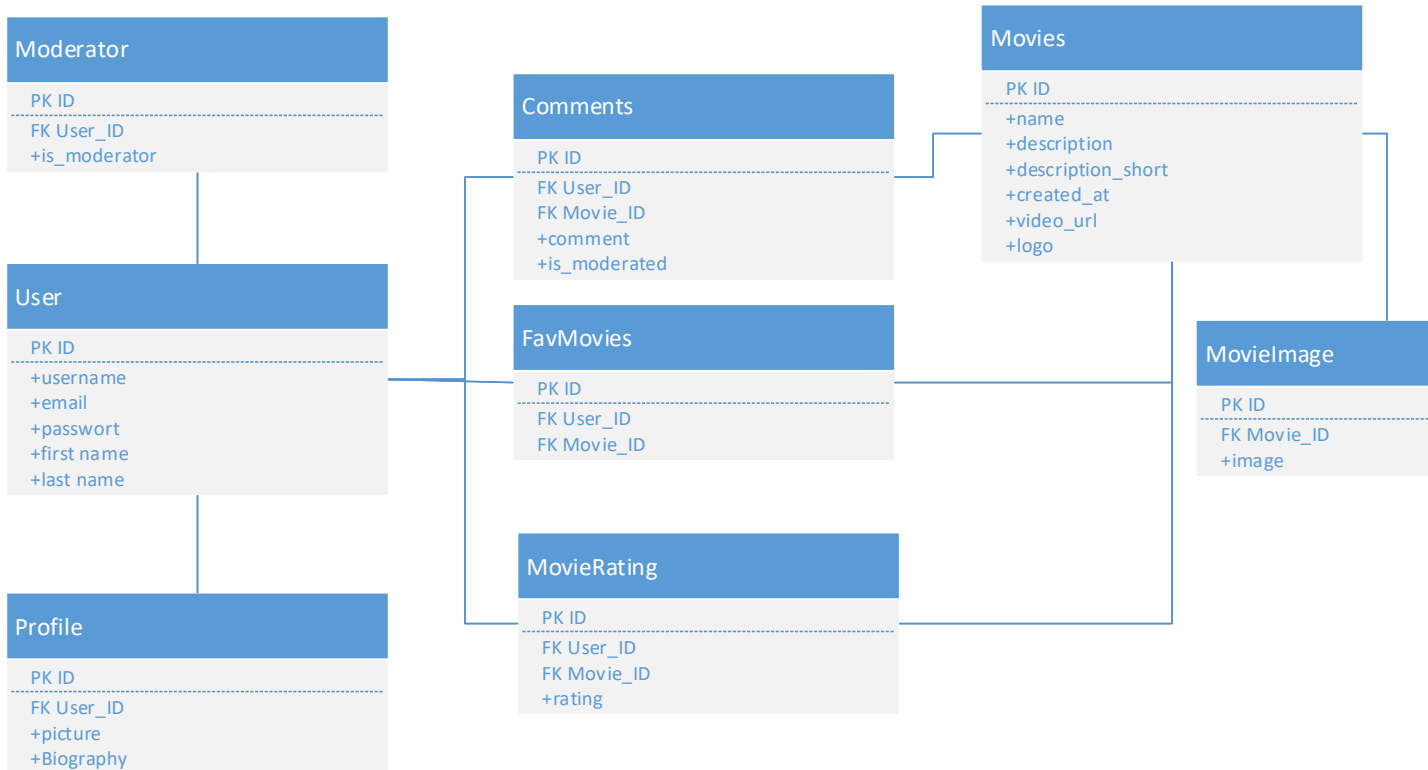 Moderator
PK ID
FK User_ID
+is_moderator
User
PK ID
+username
+email
+passwort
+first name
+last name
Profile
PK ID
FK User_ID
+picture
+Biography
Comments
PK ID
FK User_ID
FK Movie_ID
+comment
+is_moderated
FavMovies
PK ID
FK User_ID
FK Movie_ID
MovieRating
PK ID
FK User_ID
FK Movie_ID
+rating
Movies
PK ID
+name
+description
+description_short
+created_at
+video_url
+logo
MovieImage
PK ID
FK Movie_ID
+image